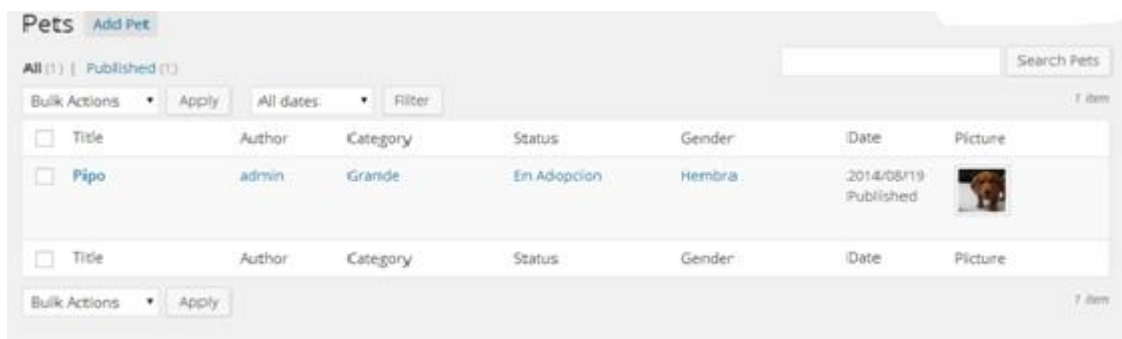 Pets Add Pet
All (1) | Published (1)
Search Pets
Bulk Actions Apply All dates Filter 1 item
Title Author Category Status Gender Date Picture
Pipo admin Grande En Adopcion Hembra 2014/08/19
Published
Title Author Category Status Gender Date Picture
Bulk Actions Apply 1 item